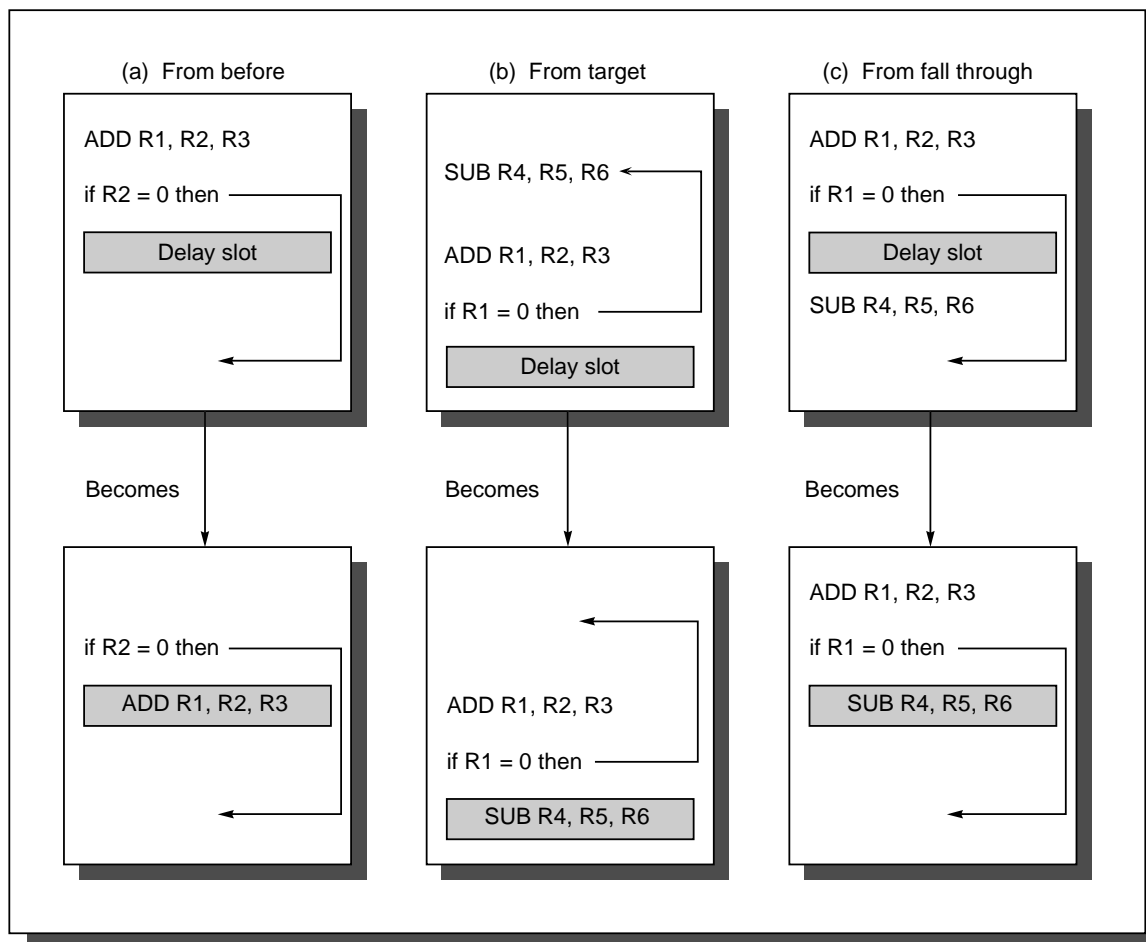 (a) From before
ADD R1, R2, R3
if R2 = 0 then
Delay slot
Becomes
if R2 = 0 then
ADD R1, R2, R3
(b) From target
SUB R4, R5, R6
ADD R1, R2, R3
if R1 = 0 then
Delay slot
Becomes
ADD R1, R2, R3
if R1 = 0 then
SUB R4, R5, R6
(c) From fall through
ADD R1, R2, R3
if R1 = 0 then
Delay slot
SUB R4, R5, R6
Becomes
ADD R1, R2, R3
if R1 = 0 then
SUB R4, R5, R6